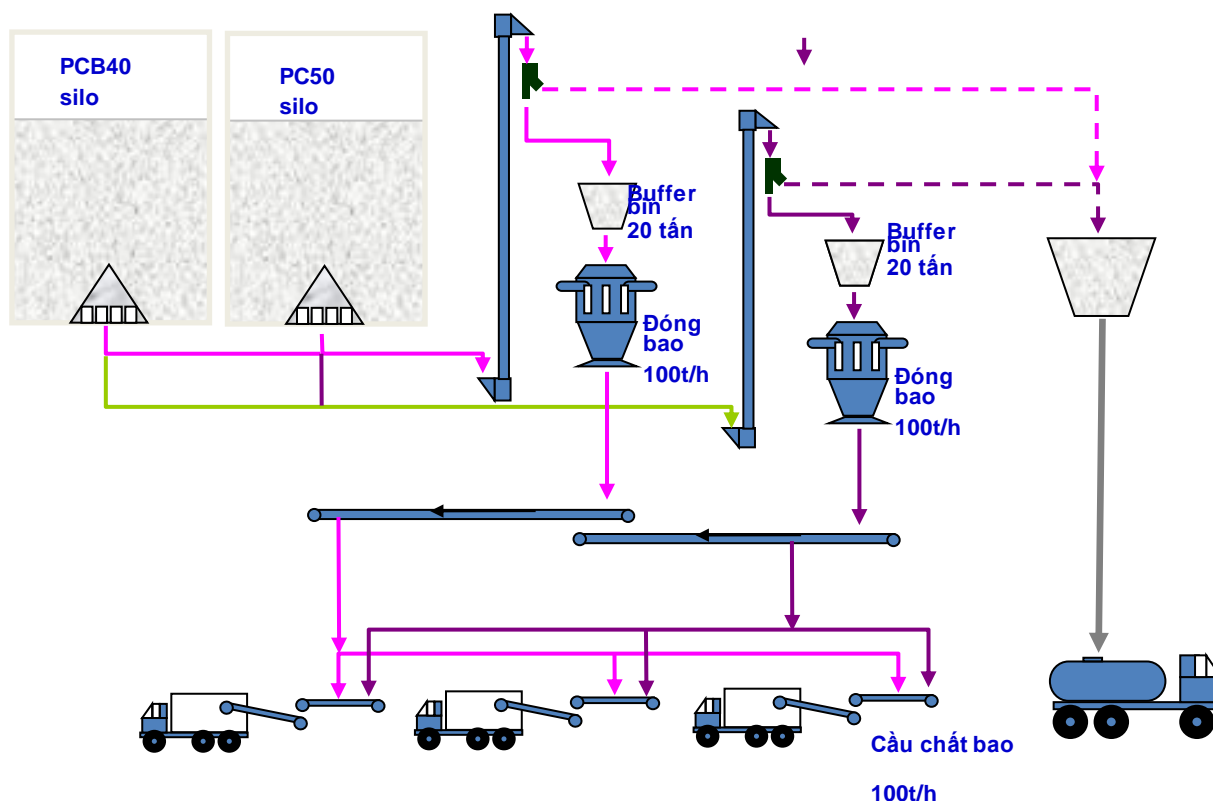 PCB40
silo
PC50
silo
Buffer
bin
20 tấn
Buffer
bin
20 tấn
Đóng
bao
100t/h
Đóng
bao
100t/h
Cầu chất bao
100t/h